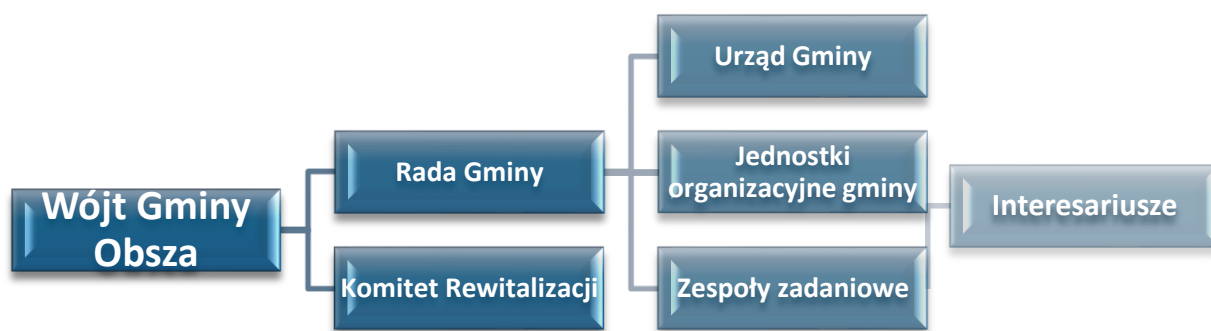 Wójt Gminy
Obsza
Rada Gminy
Komitet Rewitalizacji
Urząd Gminy
Jednostki
organizacyjne gminy
Zespoły zadaniowe
Interesariusze